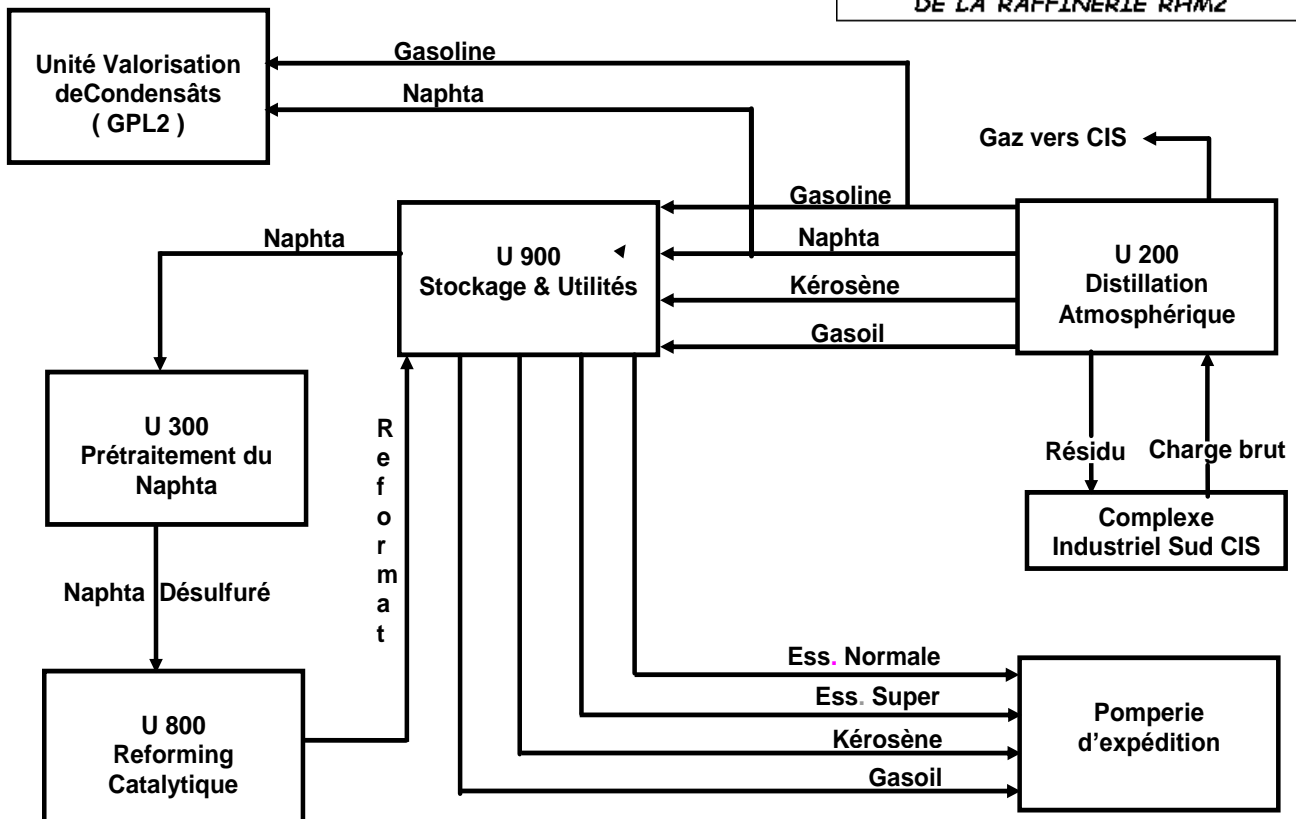 DE LA RAFFINERIE RHM2
Unité Valorisation
deCondensâts
( GPL2 )
Gasoline
Naphta
Gaz vers CIS
Gasoline
Naphta
Kérosène
Gasoil
U 200
Distillation
Atmosphérique
Naphta
U 900
Stockage & Utilités
U 300
Prétraitement du
Naphta
Reformat
Résidu
Charge brut
Complexe
Industriel Sud CIS
Naphta Désulfuré
U 800
Reforming
Catalytique
Ess. Normale
Ess. Super
Kérosène
Gasoil
Pomperie
d'expédition